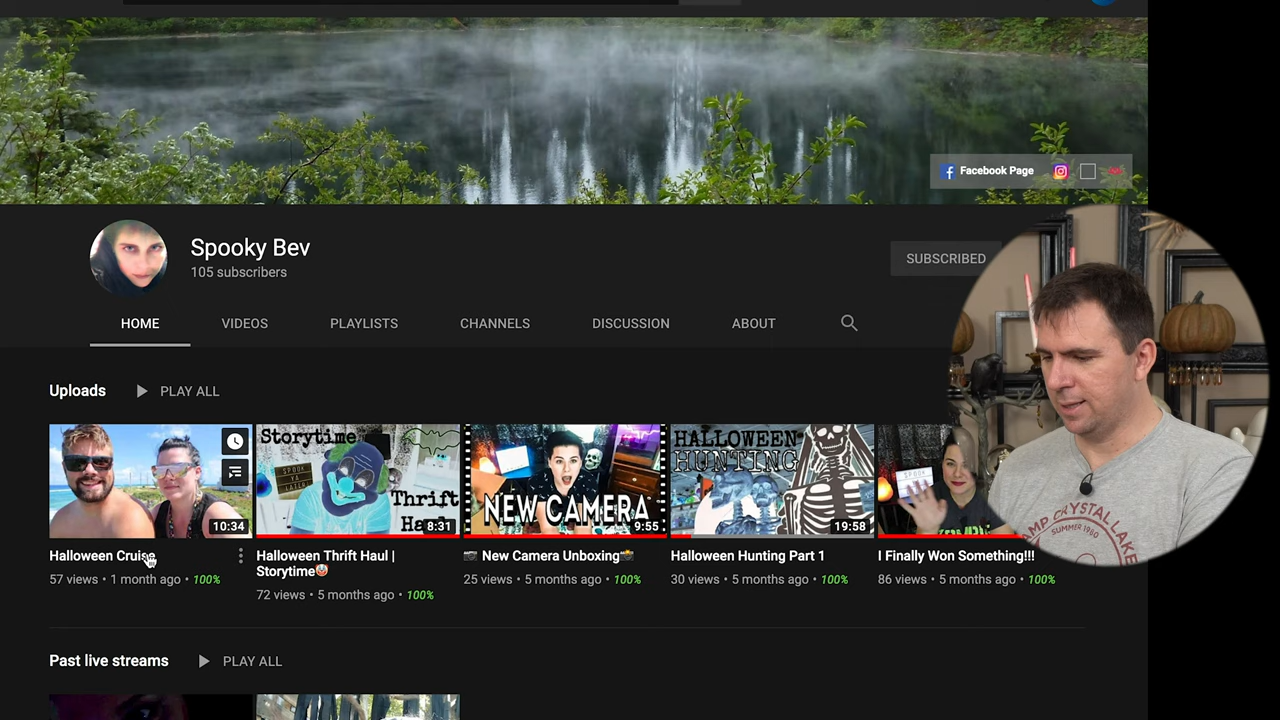 Facebook Page
Spooky Bev
105 subscribers
SUBSCRIBED
HOME
VIDEOS
PLAYLISTS
CHANNELS
DISCUSSION
ABOUT
Uploads
PLAY ALL
10:34
Storytime
Thrift
8:31
NEW CAMERA
9:55
HALLOWEEN
HUNTING
19:58
Halloween Cruise
57 views • 1 month ago • 100%
Halloween Thrift Haul |
Storytime🤡
72 views • 5 months ago • 100%
📷 New Camera Unboxing📸
25 views • 5 months ago • 100%
Halloween Hunting Part 1
30 views • 5 months ago • 100%
I Finally Won Something!!!
86 views • 5 months ago • 100%
CAMP CRYSTAL LAKE
SUMMER 1980
Past live streams
PLAY ALL